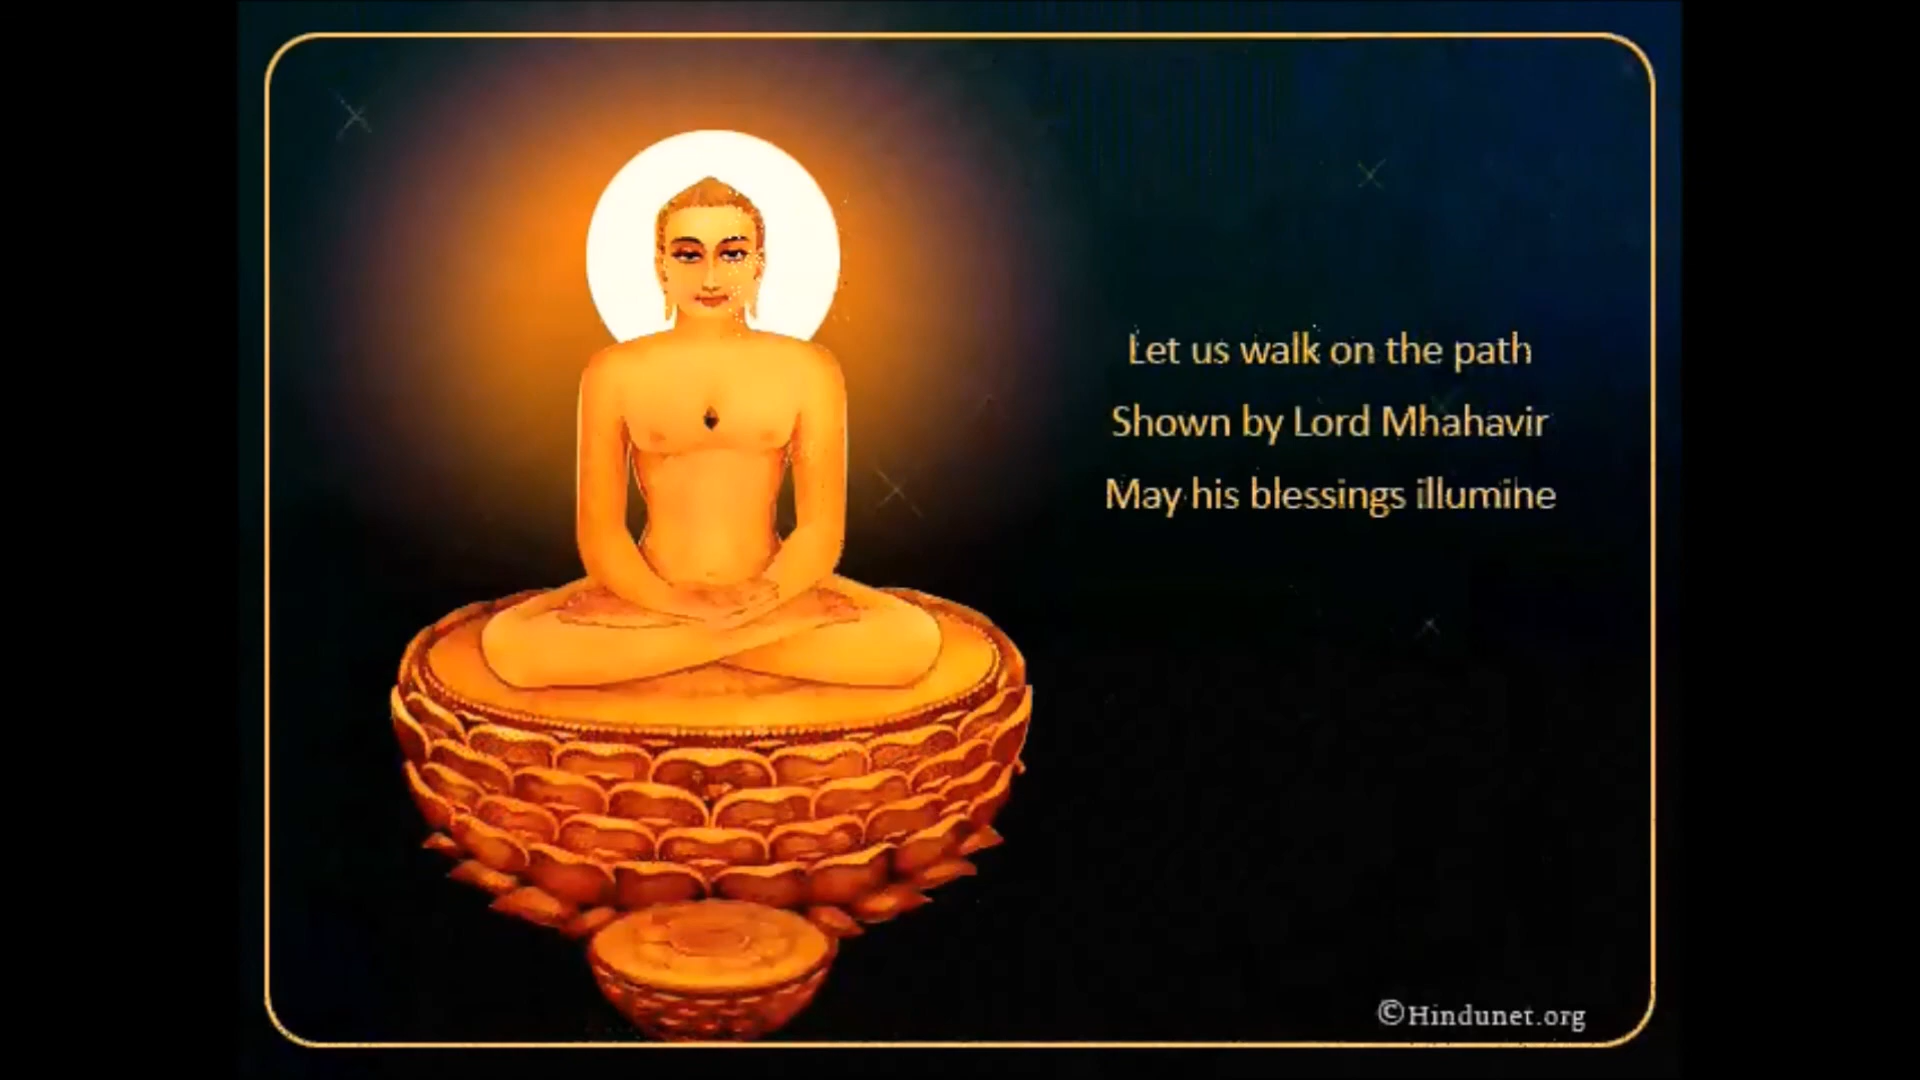 Let us walk on the path
Shown by Lord Mhahavir
May his blessings illumine
©Hindunet.org